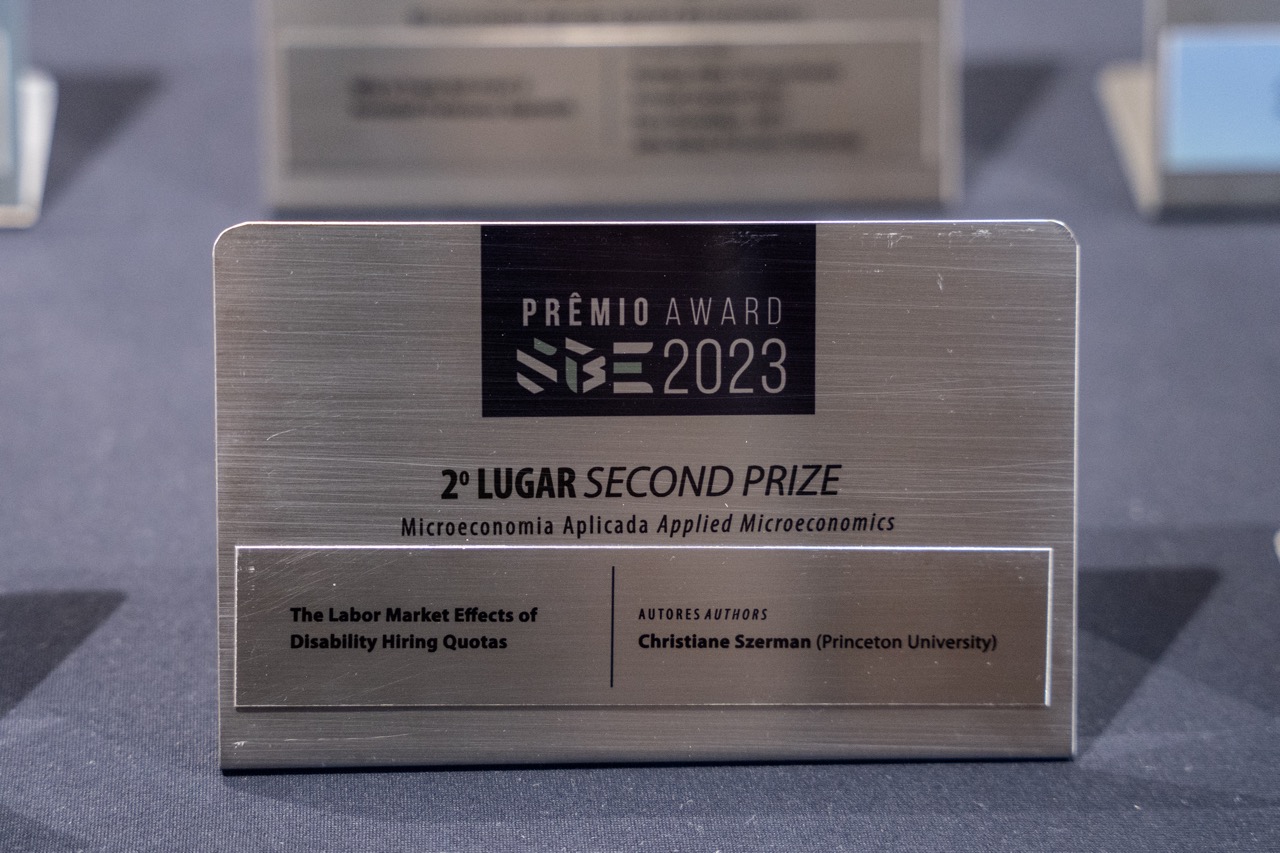 PRÊMIO AWARD
SBE 2023
2º LUGAR SECOND PRIZE
Microeconomia Aplicada Applied Microeconomics
The Labor Market Effects of
Disability Hiring Quotas
AUTORES AUTHORS
Christiane Szerman (Princeton University)